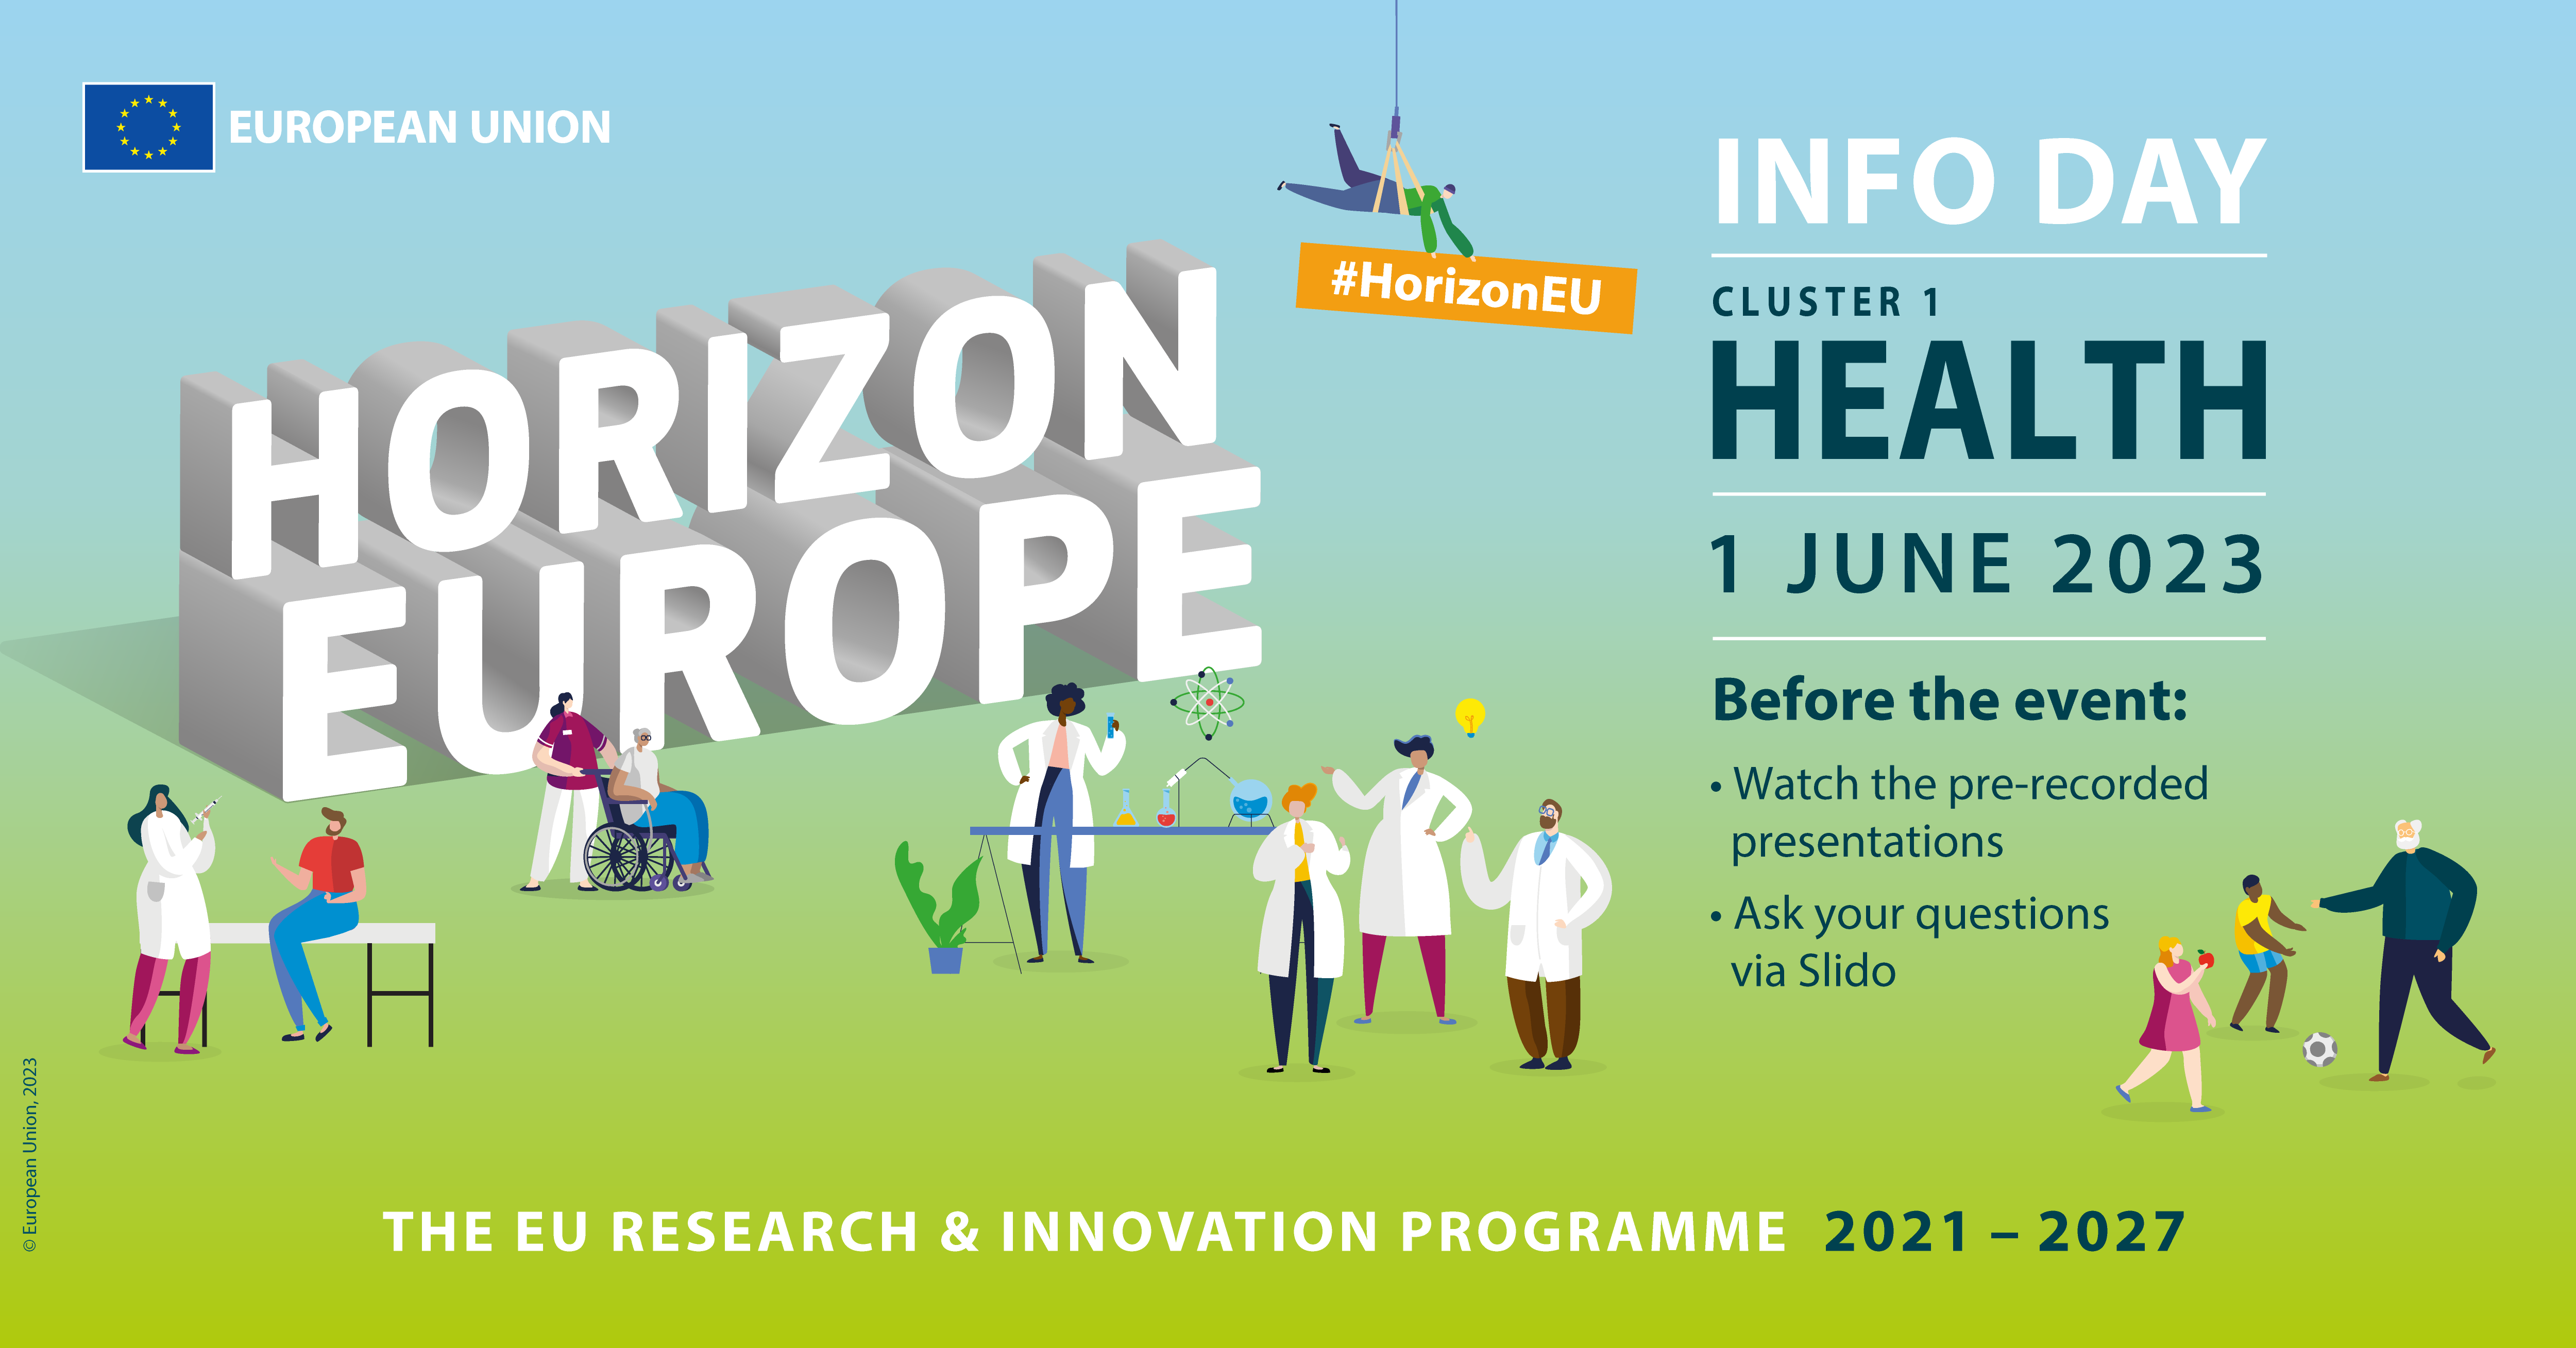 EUROPEAN UNION
HORIZON
EUROPE
#HorizonEU
INFO DAY
CLUSTER 1
HEALTH
1 JUNE 2023
Before the event:
• Watch the pre-recorded
presentations
• Ask your questions
via Slido
© European Union, 2023
THE EU RESEARCH & INNOVATION PROGRAMME 2021 – 2027